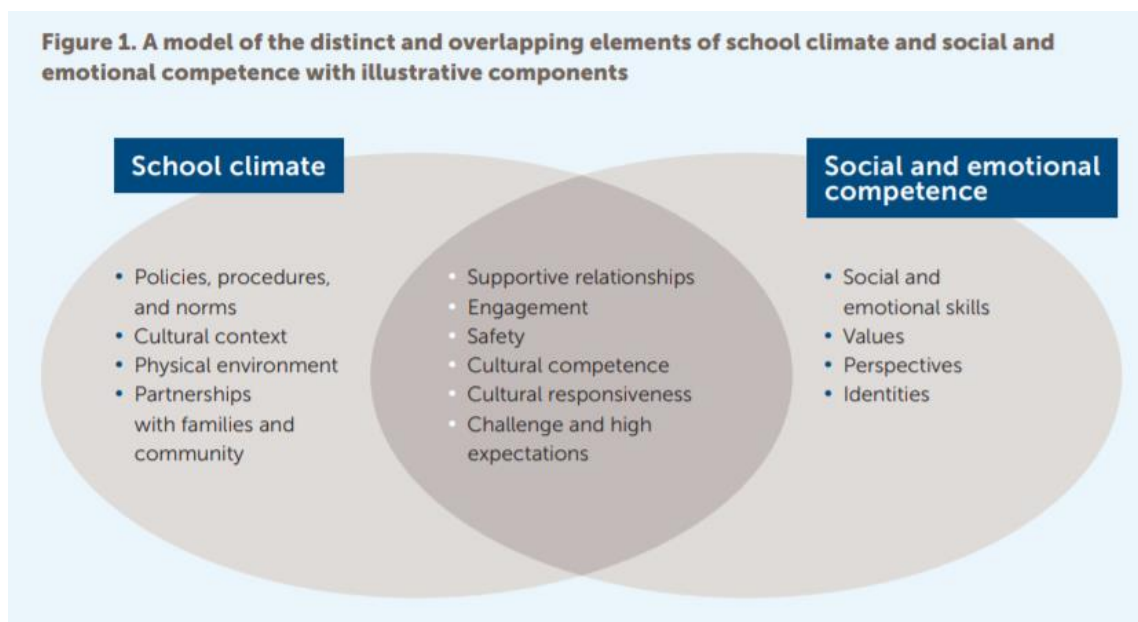 Figure 1. A model of the distinct and overlapping elements of school climate and social and
emotional competence with illustrative components
School climate
• Policies, procedures,
and norms
• Cultural context
• Physical environment
• Partnerships
with families and
community
• Supportive relationships
• Engagement
• Safety
• Cultural competence
• Cultural responsiveness
• Challenge and high
expectations
Social and emotional
competence
• Social and
emotional skills
• Values
• Perspectives
• Identities